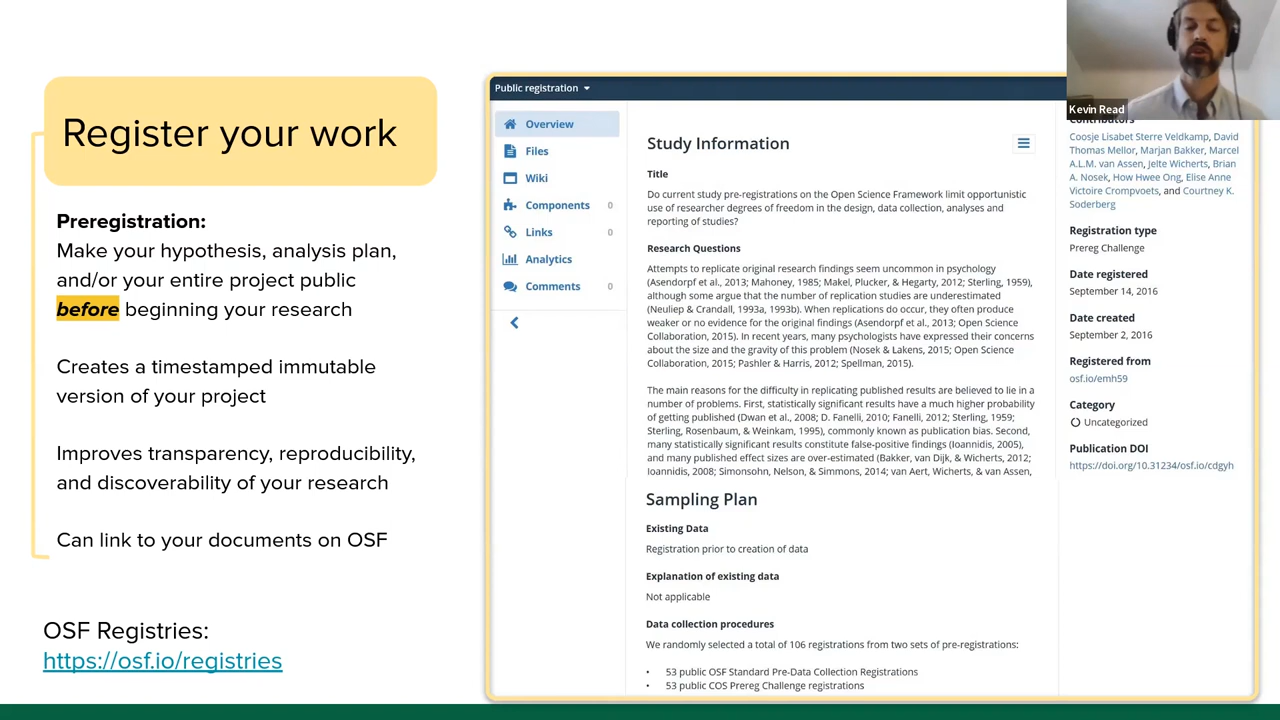 Register your work
Preregistration:
Make your hypothesis, analysis plan,
and/or your entire project public
before beginning your research
Creates a timestamped immutable
version of your project
Improves transparency, reproducibility,
and discoverability of your research
Can link to your documents on OSF
OSF Registries:
https://osf.io/registries
Public registration
Overview
Files
Wiki
Components 0
Links 0
Analytics
Comments 0
Study Information
Title
Do current study pre-registrations on the Open Science Framework limit opportunistic
use of researcher degrees of freedom in the design, data collection, analyses and
reporting of studies?
Research Questions
Attempts to replicate original research findings seem uncommon in psychology
(Asendorpf et al., 2013; Mahoney, 1985; Makel, Plucker, & Hegarty, 2012; Sterling, 1959),
although some argue that the number of replication studies are underestimated
(Neuliep & Crandall, 1993a, 1993b). When replications do occur, they often produce
weaker or no evidence for the original findings (Asendorpf et al., 2013; Open Science
Collaboration, 2015). In recent years, many psychologists have expressed their concerns
about the size and the gravity of this problem (Nosek & Lakens, 2015; Open Science
Collaboration, 2015; Pashler & Harris, 2012; Spellman, 2015).
The main reasons for the difficulty in replicating published results are believed to lie in a
number of problems. First, statistically significant results have a much higher probability
of getting published (Dwan et al., 2008; D. Fanelli, 2010; Fanelli, 2012; Sterling, 1959;
Sterling, Rosenbaum, & Weinkam, 1995), commonly known as publication bias. Second,
many statistically significant results constitute false-positive findings (Ioannidis, 2005),
and many published effect sizes are over-estimated (Bakker, van Dijk, & Wicherts, 2012;
Ioannidis, 2008; Simonsohn, Nelson, & Simmons, 2014; van Aert, Wicherts, & van Assen,
Sampling Plan
Existing Data
Registration prior to creation of data
Explanation of existing data
Not applicable
Data collection procedures
We randomly selected a total of 106 registrations from two sets of pre-registrations:
• 53 public OSF Standard Pre-Data Collection Registrations
• 53 public COS Prereg Challenge registrations
Kevin Read
Contributors
Coosje Lisabet Sterre Veldkamp, David
Thomas Mellor, Marjan Bakker, Marcel
A.L.M. van Assen, Jelte Wicherts, Brian
A. Nosek, How Hwee Ong, Elise Anne
Victoire Crompvoets, and Courtney K.
Soderberg
Registration type
Prereg Challenge
Date registered
September 14, 2016
Date created
September 2, 2016
Registered from
osf.io/emh59
Category
Uncategorized
Publication DOI
https://doi.org/10.31234/osf.io/cdgyh